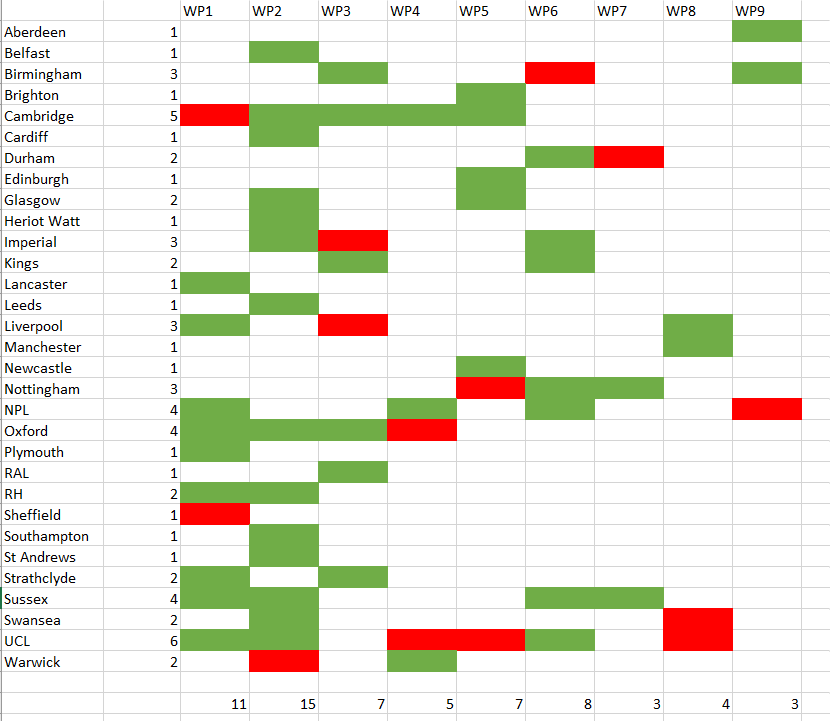 WP1 WP2 WP3 WP4 WP5 WP6 WP7 WP8 WP9
Aberdeen 1
Belfast 1
Birmingham 3
Brighton 1
Cambridge 5
Cardiff 1
Durham 2
Edinburgh 1
Glasgow 2
Heriot Watt 1
Imperial 3
Kings 2
Lancaster 1
Leeds 1
Liverpool 3
Manchester 1
Newcastle 1
Nottingham 3
NPL 4
Oxford 4
Plymouth 1
RAL 1
RH 2
Sheffield 1
Southampton 1
St Andrews 1
Strathclyde 2
Sussex 4
Swansea 2
UCL 6
Warwick 2
11 15 7 5 7 8 3 4 3